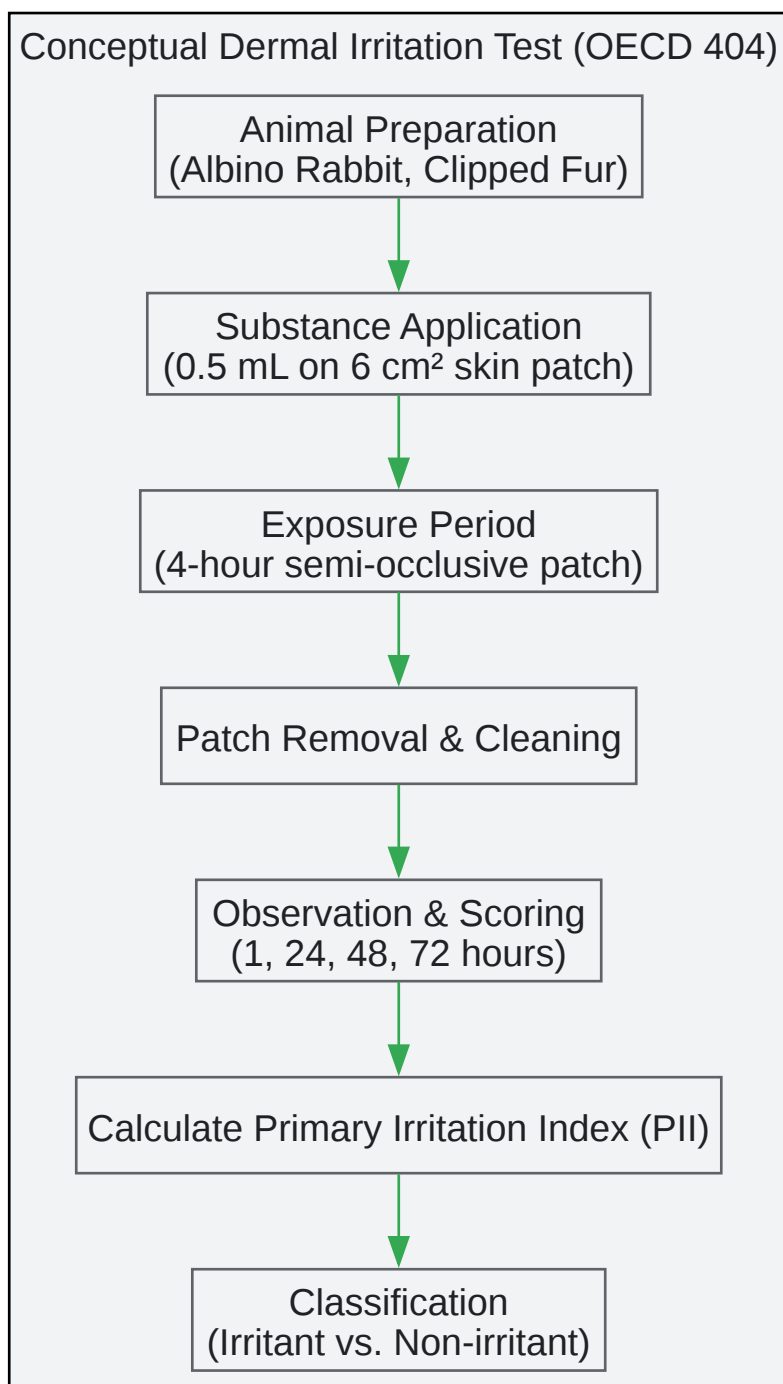 Conceptual Dermal Irritation Test (OECD 404)
Animal Preparation
(Albino Rabbit, Clipped Fur)
Substance Application
(0.5 mL on 6 cm² skin patch)
Exposure Period
(4-hour semi-occlusive patch)
Patch Removal & Cleaning
Observation & Scoring
(1, 24, 48, 72 hours)
Calculate Primary Irritation Index (PII)
Classification
(Irritant vs. Non-irritant)